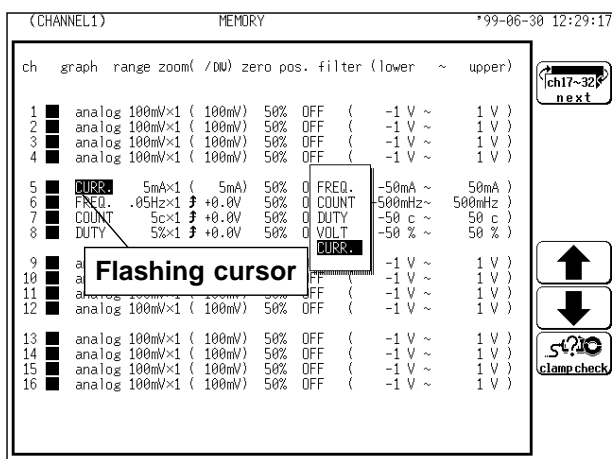 (CHANNEL1) MEMORY '99-06-30 12:29:17
ch graph range zoom( /DIV) zero pos. filter (lower ~ upper)
ch17~32
next
1 analog 100mV×1 ( 100mV) 50% OFF ( -1 V ~ 1 V )
2 analog 100mV×1 ( 100mV) 50% OFF ( -1 V ~ 1 V )
3 analog 100mV×1 ( 100mV) 50% OFF ( -1 V ~ 1 V )
4 analog 100mV×1 ( 100mV) 50% OFF ( -1 V ~ 1 V )
5 CURR. 5mA×1 ( 5mA) 50% O FREQ. -50mA ~ 50mA )
6 FREQ. .05Hz×1 +0.0V 50% O COUNT -500mHz~ 500mHz )
7 COUNT 5c×1 +0.0V 50% O DUTY -50 c ~ 50 c )
8 DUTY 5%×1 +0.0V 50% O VOLT -50 % ~ 50 % )
CURR.
Flashing cursor
9 a 1 V ~ 1 V )
10 a -1 V ~ 1 V )
11 a -1 V ~ 1 V )
12 analog 100mV×1 ( 100mV) 50% OFF ( -1 V ~ 1 V )
13 analog 100mV×1 ( 100mV) 50% OFF ( -1 V ~ 1 V )
14 analog 100mV×1 ( 100mV) 50% OFF ( -1 V ~ 1 V )
15 analog 100mV×1 ( 100mV) 50% OFF ( -1 V ~ 1 V )
16 analog 100mV×1 ( 100mV) 50% OFF ( -1 V ~ 1 V )
clamp check